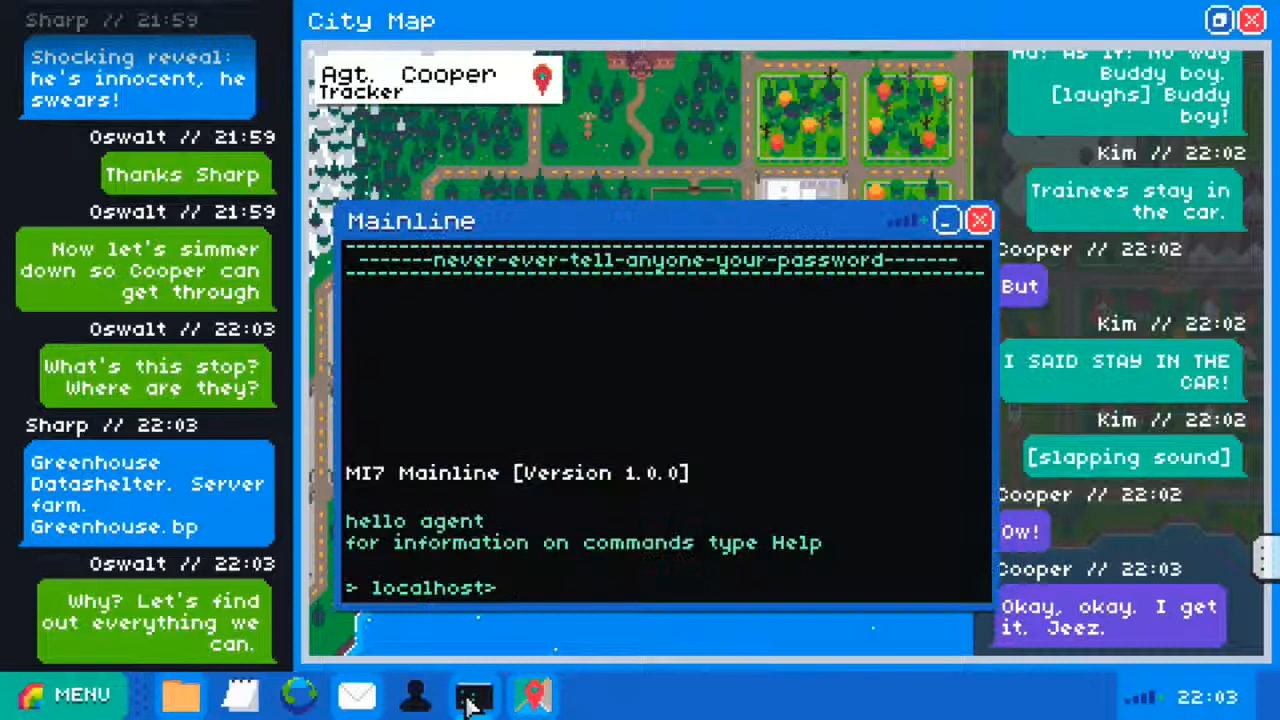 Sharp // 21:59
Shocking reveal:
he's innocent, he
swears!
Oswalt // 21:59
Thanks Sharp
Oswalt // 21:59
Now let's simmer
down so Cooper can
get through
Oswalt // 22:03
What's this stop?
Where are they?
Sharp // 22:03
Greenhouse
Datashelter. Server
farm.
Greenhouse.bp
Oswalt // 22:03
Why? Let's find
out everything we
can.
City Map
Agt. Cooper
Tracker
Mainline
-------never-ever-tell-anyone-your-password-------
MI7 Mainline [Version 1.0.0]
hello agent
for information on commands type Help
> localhost>
Ha! As if! No way
Buddy boy.
[laughs] Buddy
boy!
Kim // 22:02
Trainees stay in
the car.
Cooper // 22:02
But
Kim // 22:02
I SAID STAY IN THE
CAR!
Kim // 22:02
[slapping sound]
Cooper // 22:02
Ow!
Cooper // 22:03
Okay, okay. I get
it. Jeez.
MENU
22:03